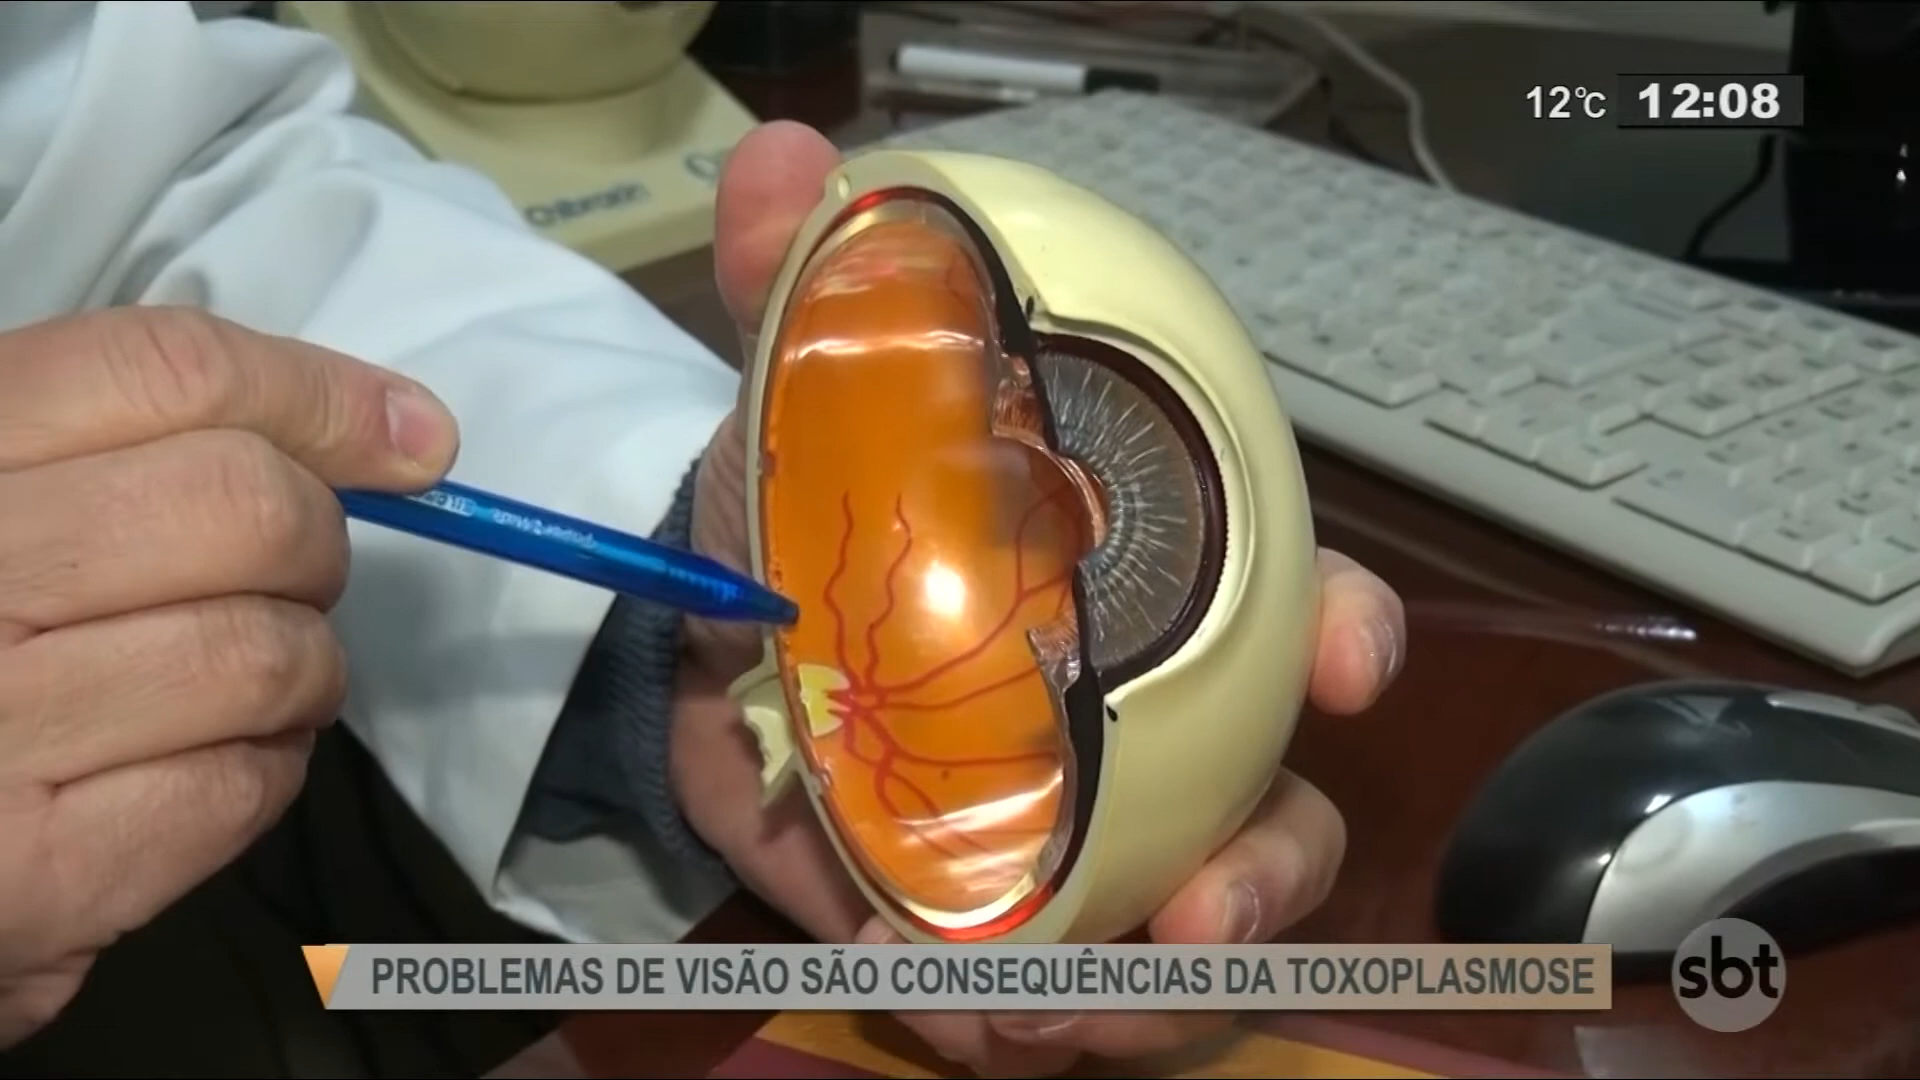 12°C 12:08
PROBLEMAS DE VISÃO SÃO CONSEQUÊNCIAS DA TOXOPLASMOSE
sbt